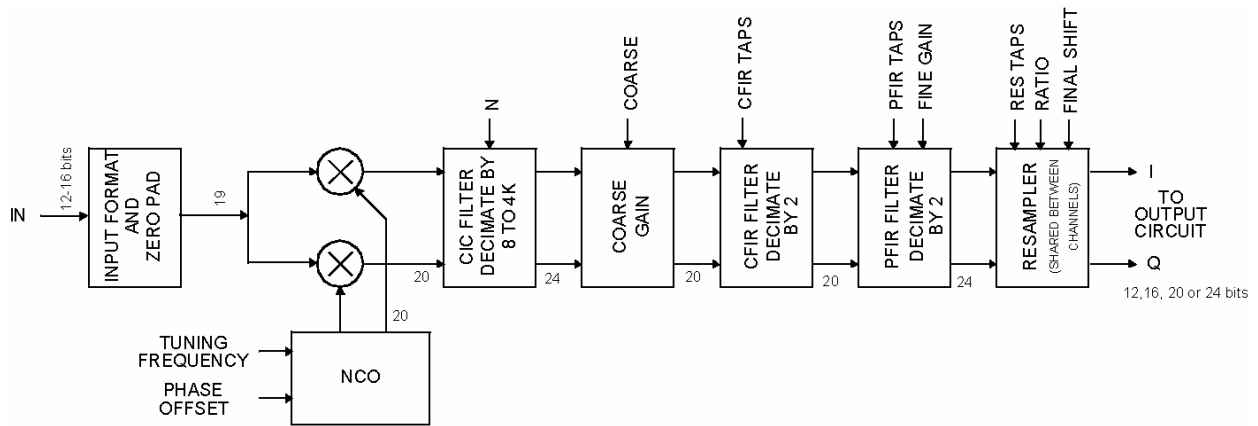 IN
12-16 bits
INPUT FORMAT
AND
ZERO PAD
19
TUNING
FREQUENCY
PHASE
OFFSET
NCO
20
20
N
CIC FILTER
DECIMATE BY
8 TO 4K
24
COARSE
COARSE
GAIN
20
CFIR TAPS
CFIR FILTER
DECIMATE
BY 2
20
PFIR TAPS
FINE GAIN
PFIR FILTER
DECIMATE
BY 2
24
RES TAPS
RATIO
FINAL SHIFT
RESAMPLER
(SHARED BETWEEN
CHANNELS)
I
TO
OUTPUT
CIRCUIT
Q
12,16, 20 or 24 bits